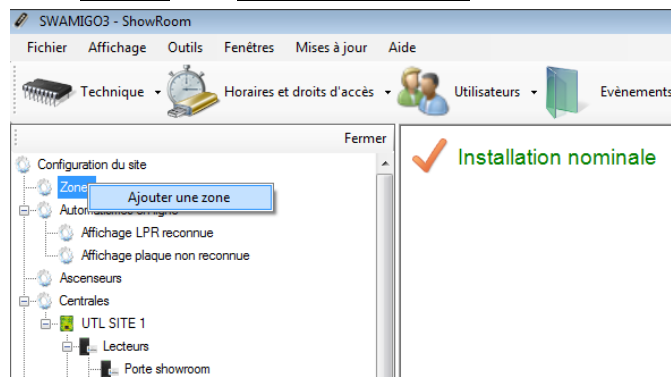 SWAMIGO3 - ShowRoom
Fichier Affichage Outils Fenêtres Mises à jour Aide
Technique Horaires et droits d'accès Utilisateurs Evènements
Fermer
Installation nominale
Configuration du site
Ajouter une zone
Affichage LPR reconnue
Affichage plaque non reconnue
Ascenseurs
Centrales
UTL SITE 1
Lecteurs
Porte showroom